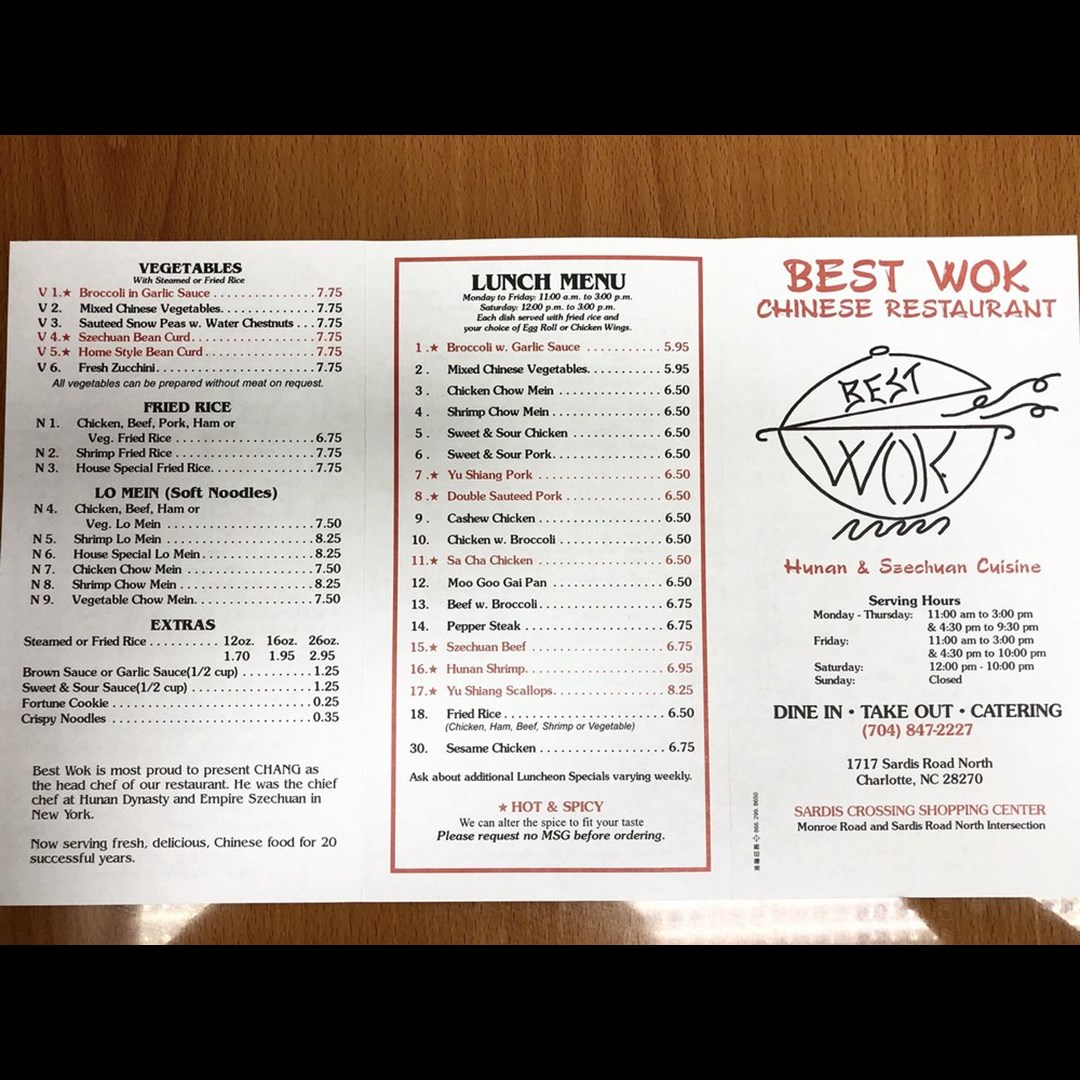 VEGETABLES
With Steamed or Fried Rice
V 1.★ Broccoli in Garlic Sauce . . . . . . . . . . . . . . . 7.75
V 2. Mixed Chinese Vegetables. . . . . . . . . . . . . 7.75
V 3. Sauteed Snow Peas w. Water Chestnuts . . . 7.75
V 4.★ Szechuan Bean Curd. . . . . . . . . . . . . . . . . . 7.75
V 5.★ Home Style Bean Curd . . . . . . . . . . . . . . . . 7.75
V 6. Fresh Zucchini. . . . . . . . . . . . . . . . . . . . . . . 7.75
All vegetables can be prepared without meat on request.
FRIED RICE
N 1. Chicken, Beef, Pork, Ham or
Veg. Fried Rice . . . . . . . . . . . . . . . . . . . . 6.75
N 2. Shrimp Fried Rice . . . . . . . . . . . . . . . . . . . . 7.75
N 3. House Special Fried Rice. . . . . . . . . . . . . . . 7.75
LO MEIN (Soft Noodles)
N 4. Chicken, Beef, Ham or
Veg. Lo Mein . . . . . . . . . . . . . . . . . . . . . 7.50
N 5. Shrimp Lo Mein . . . . . . . . . . . . . . . . . . . . . 8.25
N 6. House Special Lo Mein. . . . . . . . . . . . . . . . 8.25
N 7. Chicken Chow Mein . . . . . . . . . . . . . . . . . . 7.50
N 8. Shrimp Chow Mein . . . . . . . . . . . . . . . . . . . 8.25
N 9. Vegetable Chow Mein. . . . . . . . . . . . . . . . . 7.50
EXTRAS
Steamed or Fried Rice . . . . . . . . . . 12oz. 16oz. 26oz.
1.70 1.95 2.95
Brown Sauce or Garlic Sauce(1/2 cup) . . . . . . . . . . 1.25
Sweet & Sour Sauce(1/2 cup) . . . . . . . . . . . . . . . . . 1.25
Fortune Cookie . . . . . . . . . . . . . . . . . . . . . . . . . . . . . 0.25
Crispy Noodles . . . . . . . . . . . . . . . . . . . . . . . . . . . . . 0.35
Best Wok is most proud to present CHANG as
the head chef of our restaurant. He was the chief
chef at Hunan Dynasty and Empire Szechuan in
New York.
Now serving fresh, delicious, Chinese food for 20
successful years.
LUNCH MENU
Monday to Friday: 11:00 a.m. to 3:00 p.m.
Saturday: 12:00 p.m. to 3:00 p.m.
Each dish served with fried rice and
your choice of Egg Roll or Chicken Wings.
1 .★ Broccoli w. Garlic Sauce . . . . . . . . . . . 5.95
2 . Mixed Chinese Vegetables. . . . . . . . . . . 5.95
3 . Chicken Chow Mein . . . . . . . . . . . . . . . 6.50
4 . Shrimp Chow Mein . . . . . . . . . . . . . . . . 6.50
5 . Sweet & Sour Chicken . . . . . . . . . . . . . 6.50
6 . Sweet & Sour Pork. . . . . . . . . . . . . . . . 6.50
7 .★ Yu Shiang Pork . . . . . . . . . . . . . . . . . . 6.50
8 .★ Double Sauteed Pork . . . . . . . . . . . . . . 6.50
9 . Cashew Chicken . . . . . . . . . . . . . . . . . . 6.50
10. Chicken w. Broccoli . . . . . . . . . . . . . . . 6.50
11.★ Sa Cha Chicken . . . . . . . . . . . . . . . . . . 6.50
12. Moo Goo Gai Pan . . . . . . . . . . . . . . . . 6.50
13. Beef w. Broccoli. . . . . . . . . . . . . . . . . . 6.75
14. Pepper Steak . . . . . . . . . . . . . . . . . . . . 6.75
15.★ Szechuan Beef . . . . . . . . . . . . . . . . . . . 6.75
16.★ Hunan Shrimp. . . . . . . . . . . . . . . . . . . . 6.95
17.★ Yu Shiang Scallops. . . . . . . . . . . . . . . . 8.25
18. Fried Rice . . . . . . . . . . . . . . . . . . . . . . . 6.50
(Chicken, Ham, Beef, Shrimp or Vegetable)
30. Sesame Chicken . . . . . . . . . . . . . . . . . . 6.75
Ask about additional Luncheon Specials varying weekly.
★ HOT & SPICY
We can alter the spice to fit your taste
Please request no MSG before ordering.
BEST WOK
CHINESE RESTAURANT
BEST
WOK
Hunan & Szechuan Cuisine
Serving Hours
Monday - Thursday: 11:00 am to 3:00 pm
& 4:30 pm to 9:30 pm
Friday: 11:00 am to 3:00 pm
& 4:30 pm to 10:00 pm
Saturday: 12:00 pm - 10:00 pm
Sunday: Closed
DINE IN • TAKE OUT • CATERING
(704) 847-2227
1717 Sardis Road North
Charlotte, NC 28270
SARDIS CROSSING SHOPPING CENTER
Monroe Road and Sardis Road North Intersection
866. 299. 8650